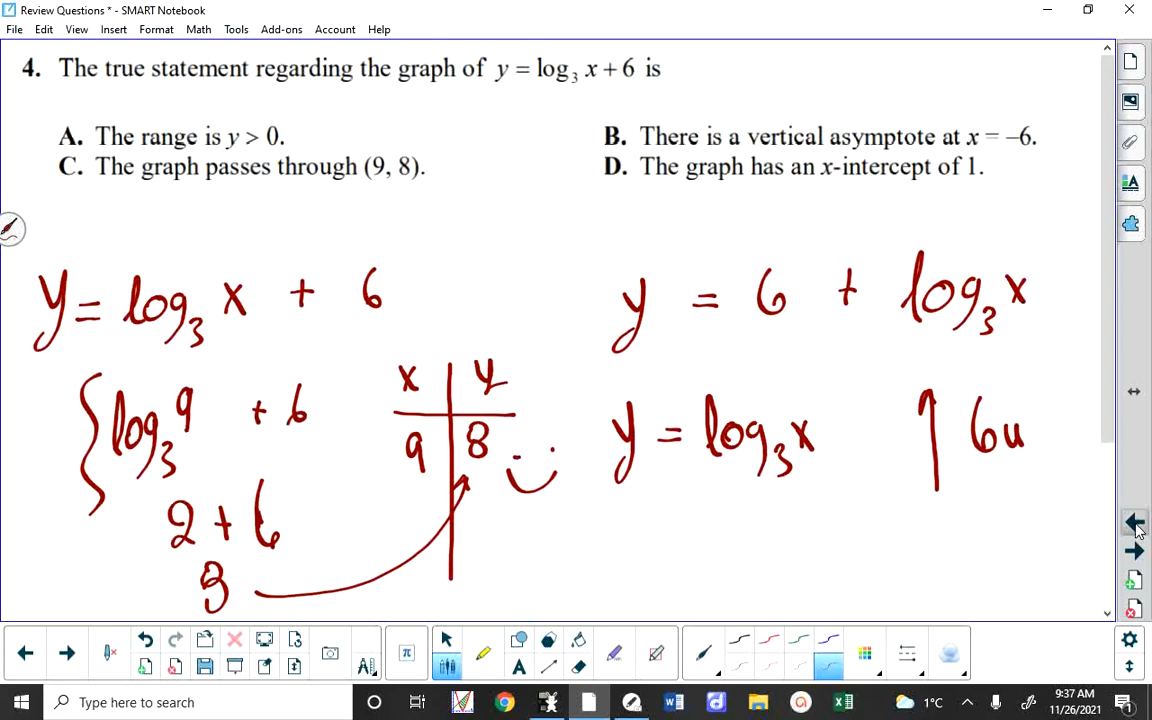 Review Questions * - SMART Notebook
File Edit View Insert Format Math Tools Add-ons Account Help
4. The true statement regarding the graph of y = log₃ x + 6 is
A. The range is y > 0.
B. There is a vertical asymptote at x = –6.
C. The graph passes through (9, 8).
D. The graph has an x-intercept of 1.
y = log₃ x + 6
y = 6 + log₃ x
log₃ 9 + 6
x y
9 8
y = log₃ x ↑ 6u
2 + 6
8
Type here to search
1°C
9:37 AM
11/26/2021